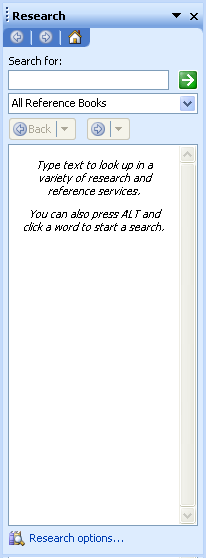 Research
Search for:
All Reference Books
Back
Type text to look up in a
variety of research and
reference services.
You can also press ALT and
click a word to start a search.
Research options...